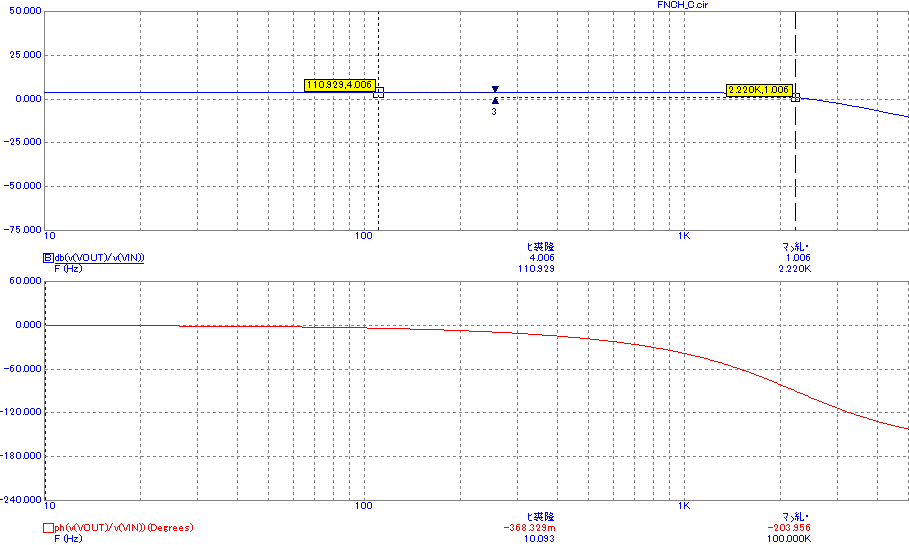 FNCH_C.cir
50.000
25.000
0.000
-25.000
-50.000
-75.000
110.929,4.006
2.220K,1.006
3
10 100 1K
db(v(VOUT)/v(VIN)) 4.006 1.006
F (Hz) 110.929 2.220K
60.000
0.000
-60.000
-120.000
-180.000
-240.000
10 100 1K
ph(v(VOUT)/v(VIN)) (Degrees) -368.329m -203.956
F (Hz) 10.093 100.000K